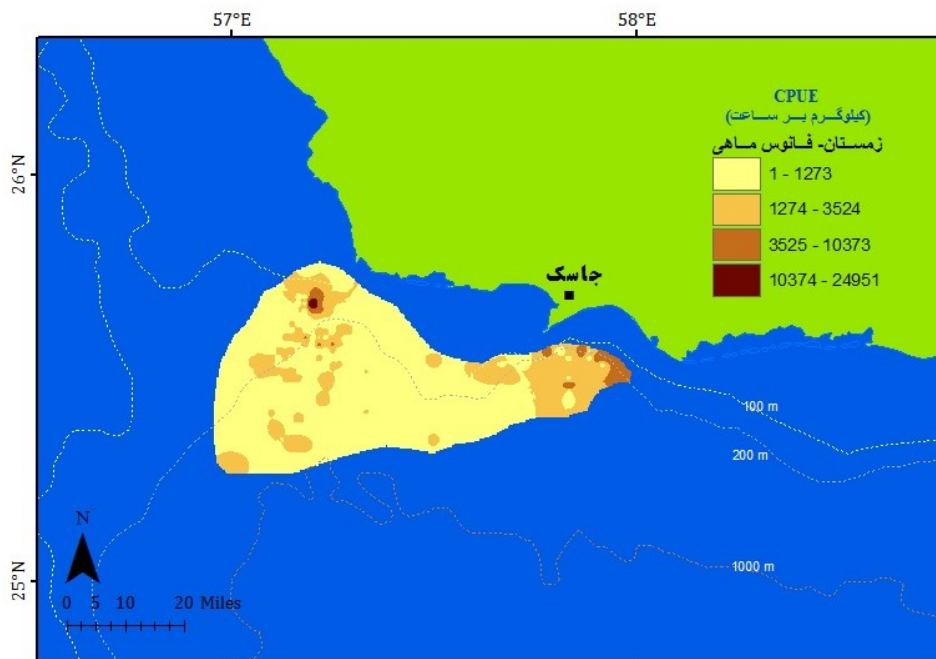 57°E
58°E
26°N
25°N
CPUE
(کیلوگرم بر ساعت)
زمستان- فانوس ماهی
1 - 1273
1274 - 3524
3525 - 10373
10374 - 24951
جاسک
100 m
200 m
1000 m
N
0 5 10 20 Miles